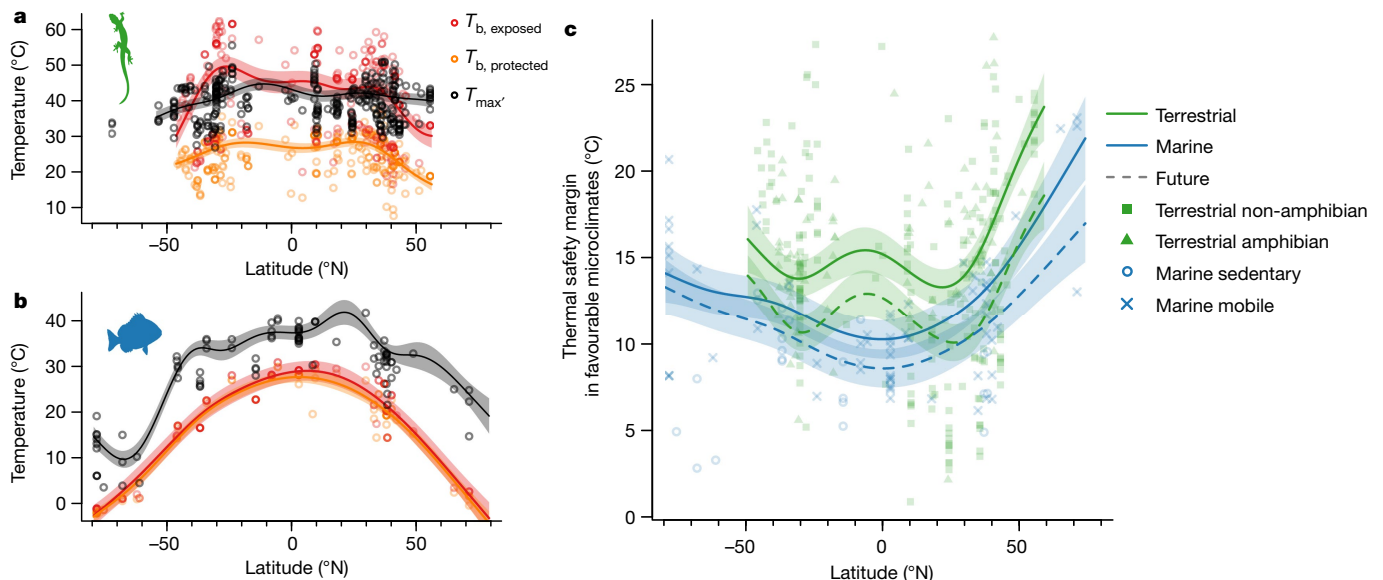 a
Temperature (°C)
60
50
40
30
20
10
−50
0
50
Latitude (°N)
Tb, exposed
Tb, protected
Tmax′
b
Temperature (°C)
40
30
20
10
0
−50
0
50
Latitude (°N)
c
Thermal safety margin
in favourable microclimates (°C)
25
20
15
10
5
0
−50
0
50
Latitude (°N)
Terrestrial
Marine
Future
Terrestrial non-amphibian
Terrestrial amphibian
Marine sedentary
Marine mobile